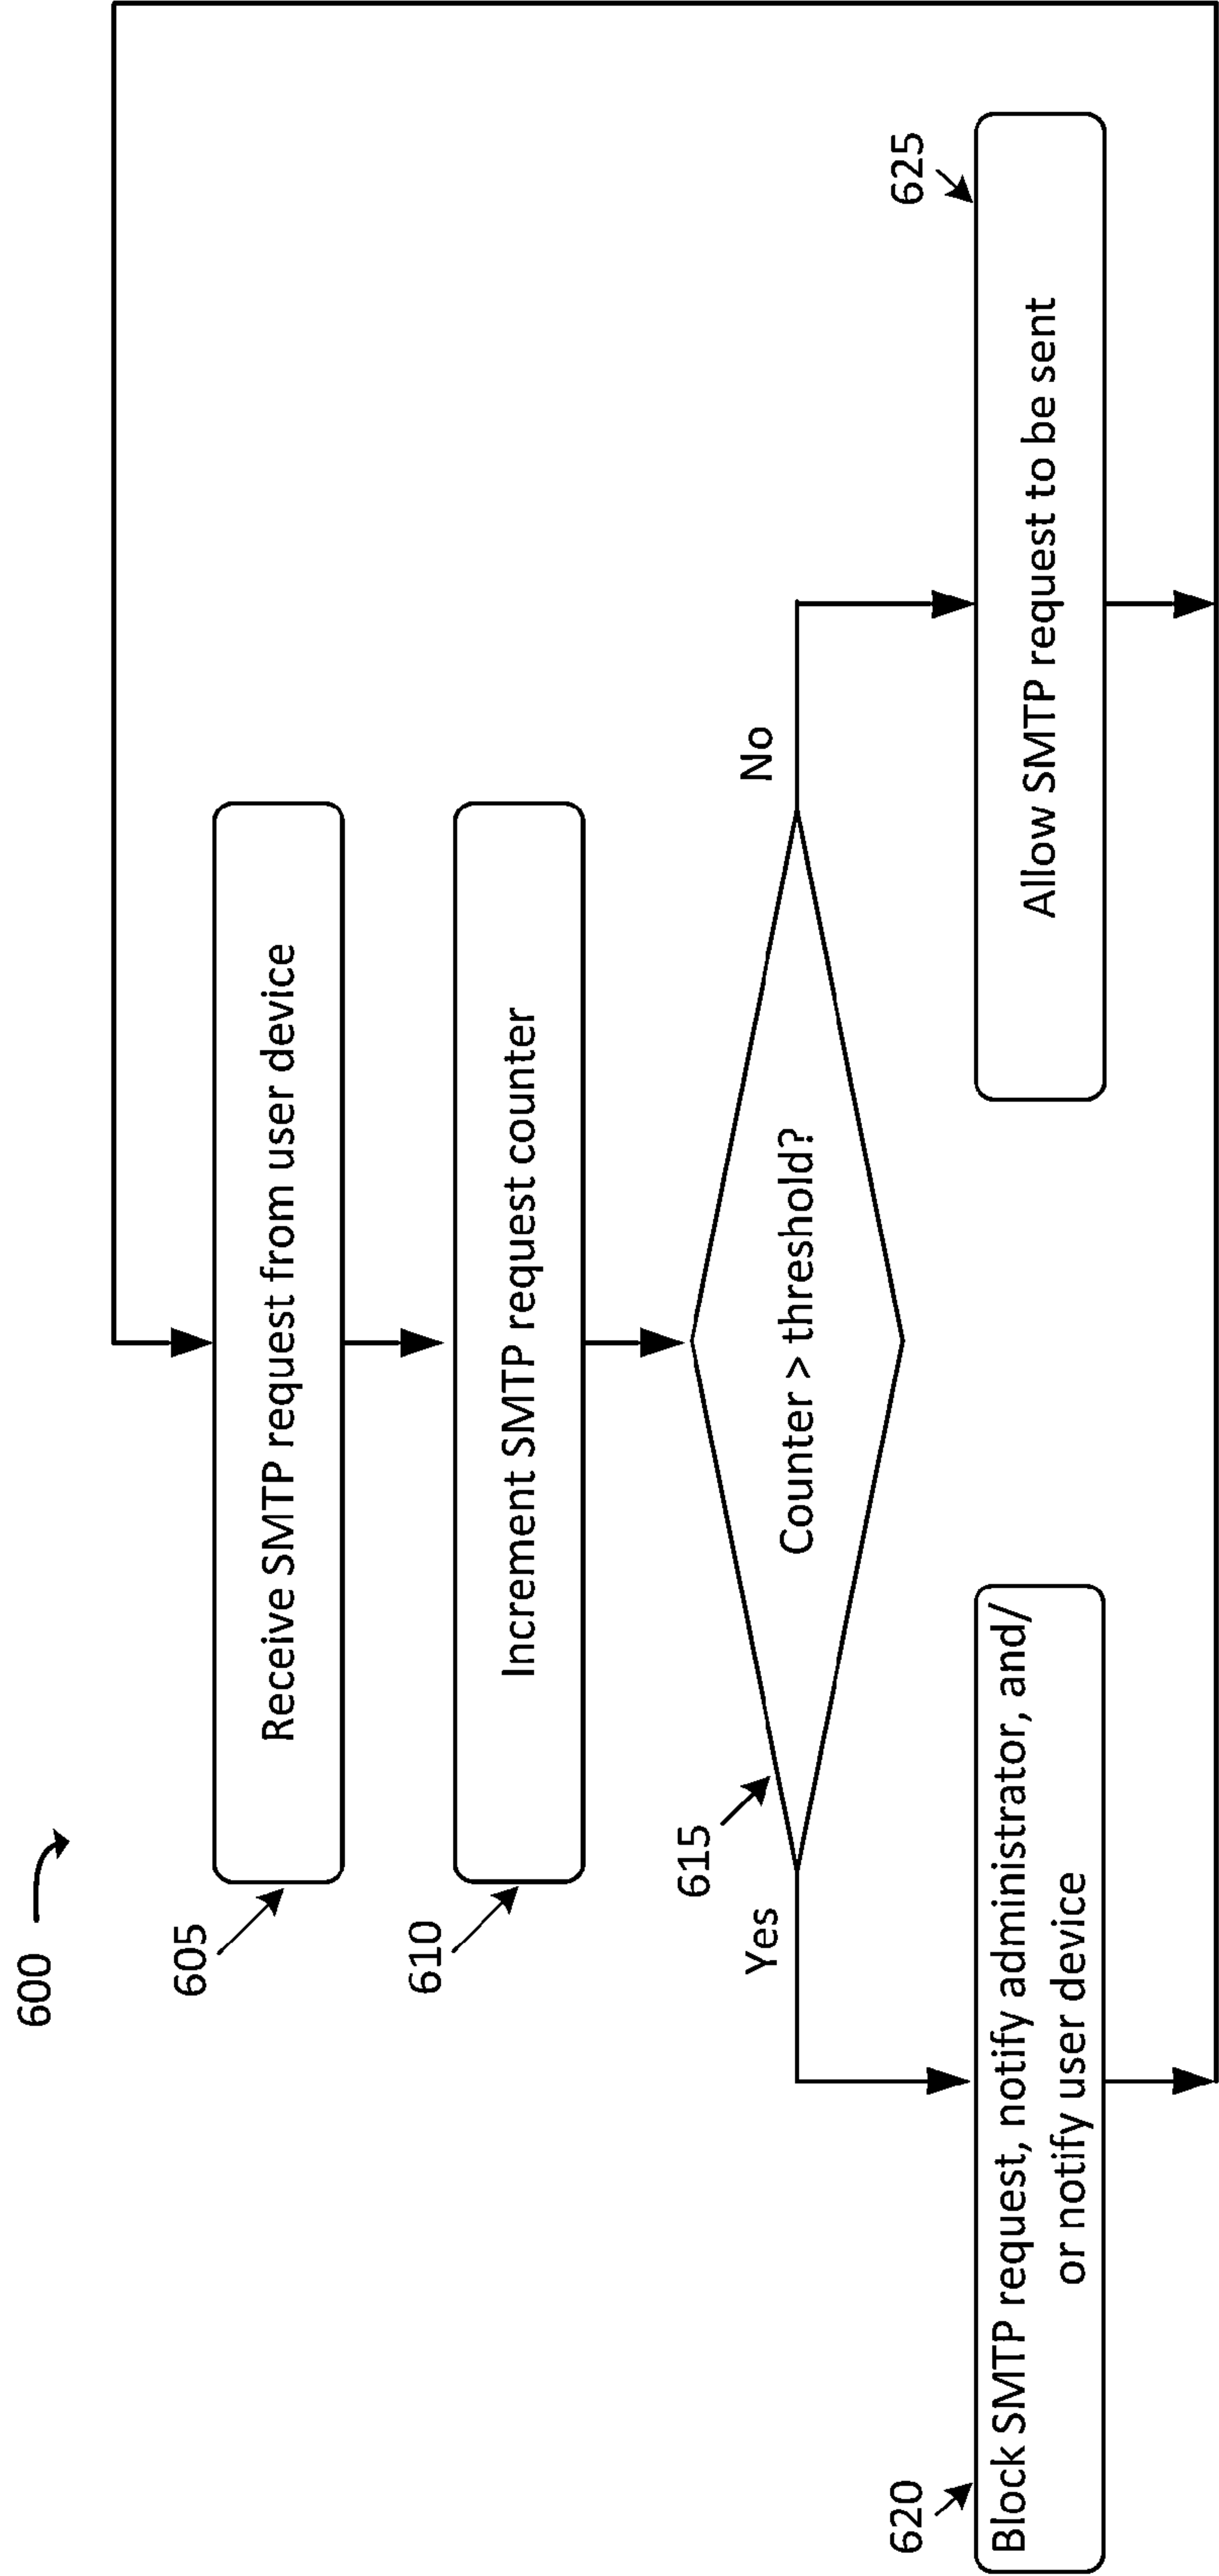 600
605
Receive SMTP request from user device
610
Increment SMTP request counter
615
Counter > threshold?
Yes
No
620
Block SMTP request, notify administrator, and/
or notify user device
625
Allow SMTP request to be sent